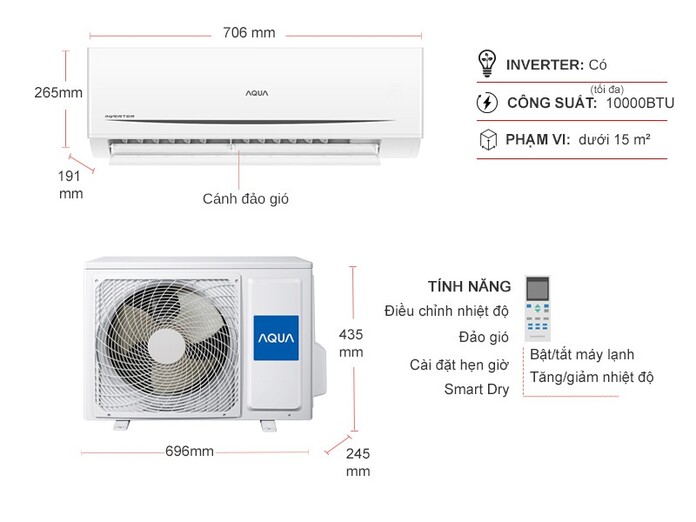 706 mm
265mm
AQUA
INVERTER
191
mm
Cánh đảo gió
INVERTER: Có
(tối đa)
CÔNG SUẤT: 10000BTU
PHẠM VI: dưới 15 m²
AQUA
435
mm
696mm
245
mm
TÍNH NĂNG
Điều chỉnh nhiệt độ
Đảo gió
Cài đặt hẹn giờ
Smart Dry
Bật/tắt máy lạnh
Tăng/giảm nhiệt độ